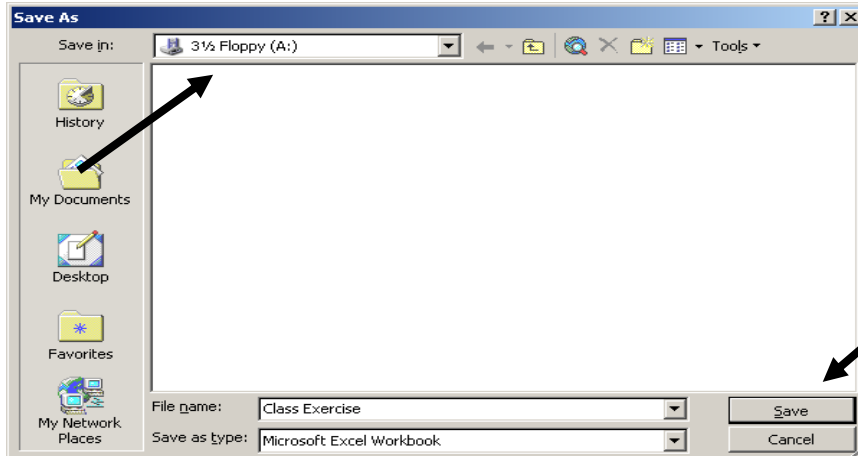 Save As
Save in:
3½ Floppy (A:)
Tools
History
My Documents
Desktop
Favorites
My Network
Places
File name:
Class Exercise
Save
Save as type:
Microsoft Excel Workbook
Cancel